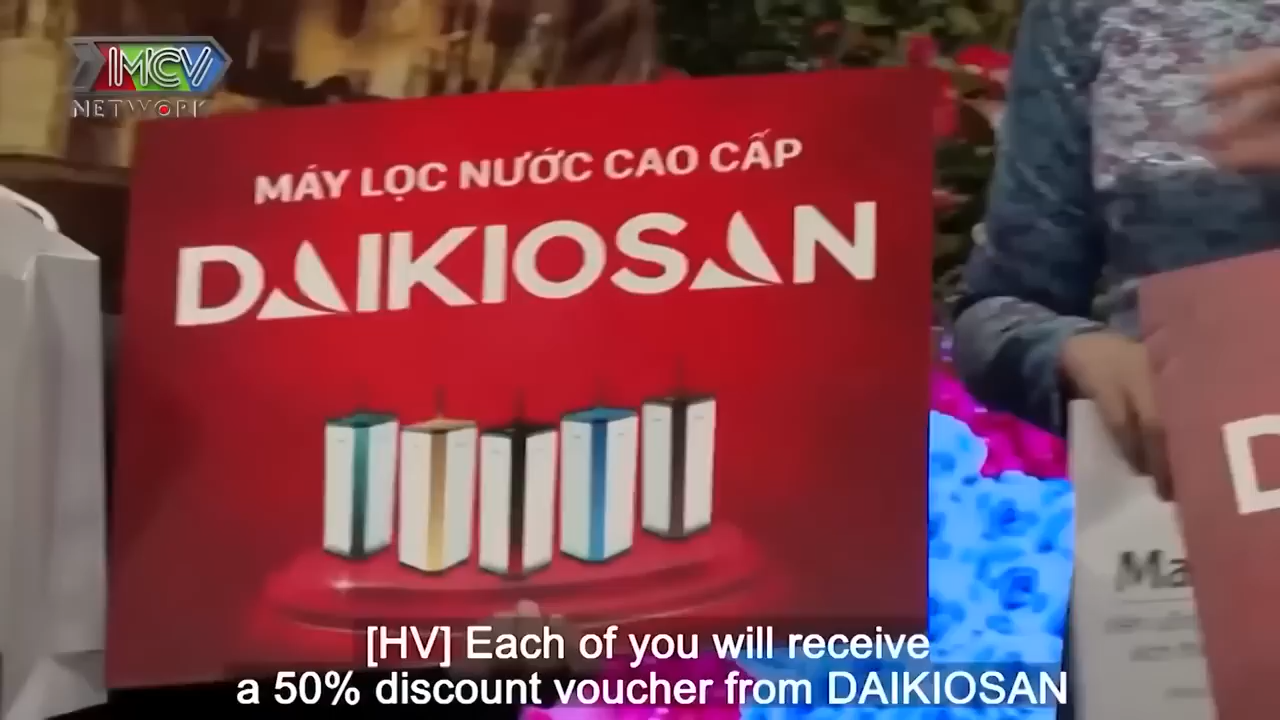 MCV
NETWORK
MÁY LỌC NƯỚC CAO CẤP
DAIKIOSAN
D
Ma
[HV] Each of you will receive
a 50% discount voucher from DAIKIOSAN